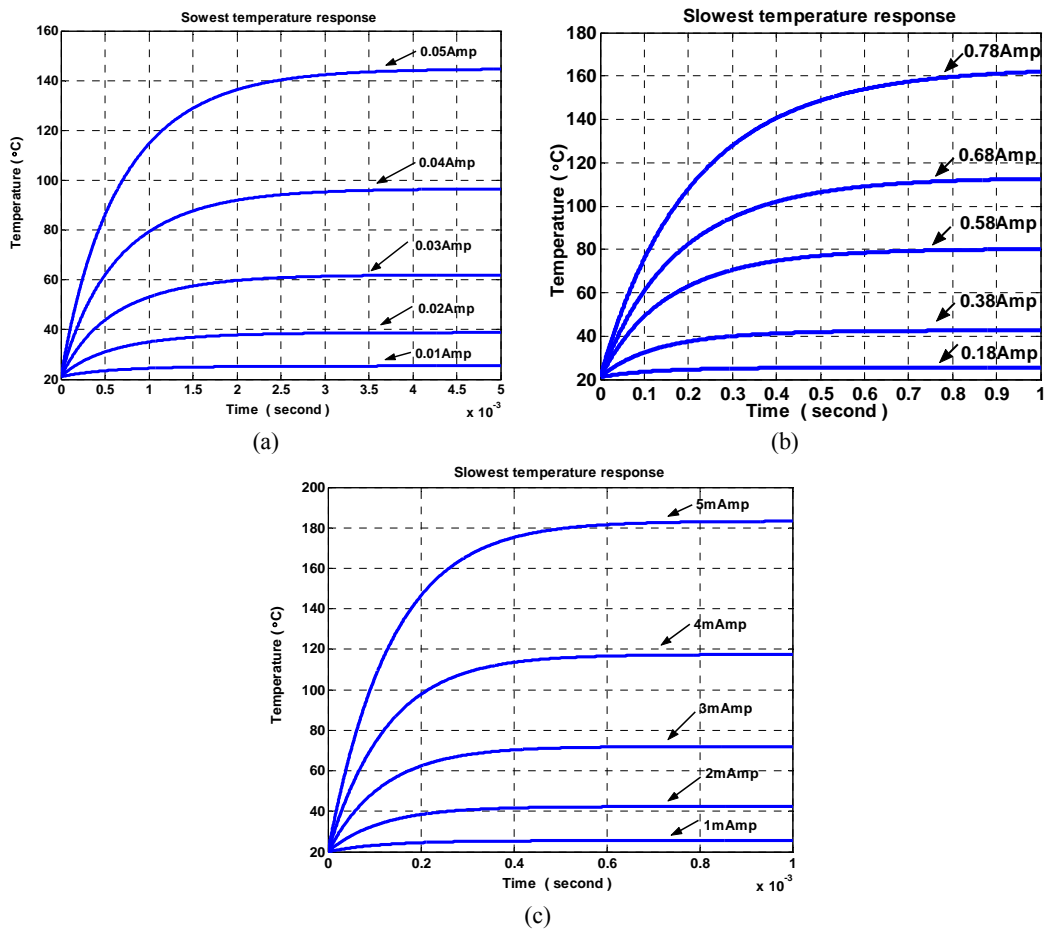 Sowest temperature response
160
140
120
100
80
60
40
20
Temperature ( °C)
0.05Amp
0.04Amp
0.03Amp
0.02Amp
0.01Amp
0 0.5 1 1.5 2 2.5 3 3.5 4 4.5 5
Time ( second )
x 10⁻³
(a)
Slowest temperature response
180
160
140
120
100
80
60
40
20
Temperature ( °C)
0.78Amp
0.68Amp
0.58Amp
0.38Amp
0.18Amp
0 0.1 0.2 0.3 0.4 0.5 0.6 0.7 0.8 0.9 1
Time ( second )
(b)
Slowest temperature response
200
180
160
140
120
100
80
60
40
20
Temperature ( °C)
5mAmp
4mAmp
3mAmp
2mAmp
1mAmp
0 0.2 0.4 0.6 0.8 1
Time ( second )
x 10⁻³
(c)